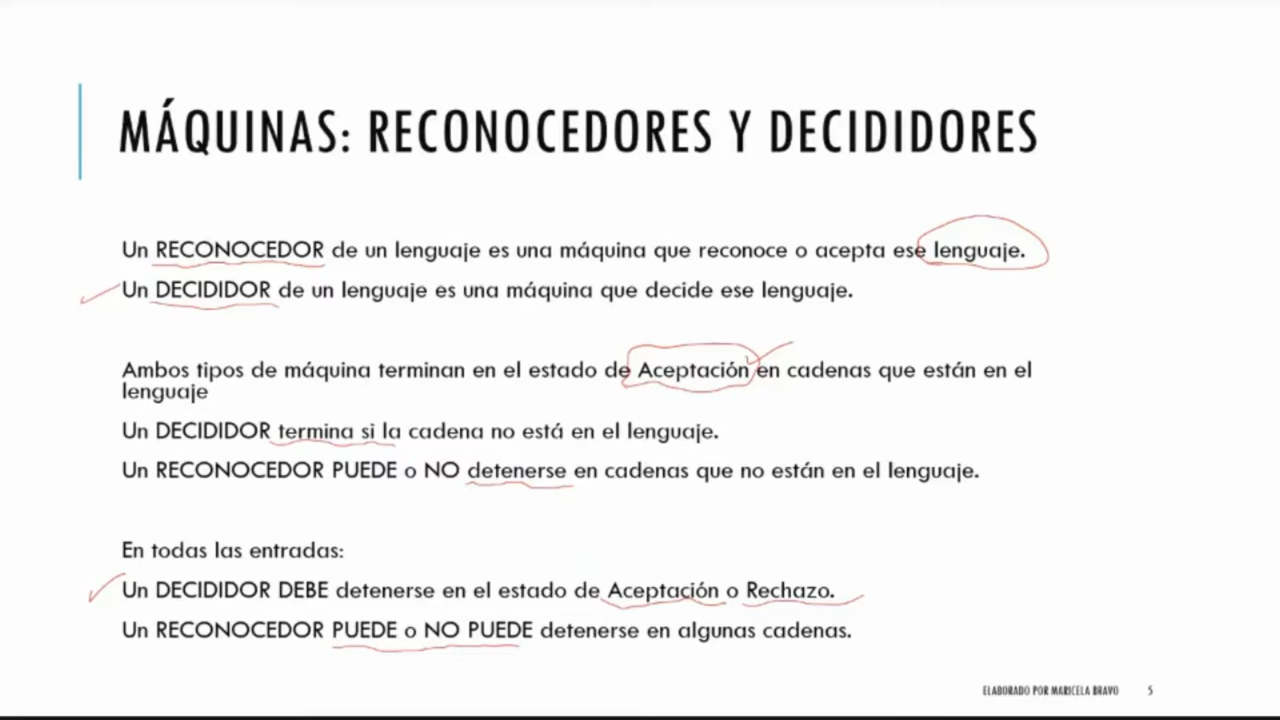 MÁQUINAS: RECONOCEDORES Y DECIDIDORES
Un RECONOCEDOR de un lenguaje es una máquina que reconoce o acepta ese lenguaje.
Un DECIDIDOR de un lenguaje es una máquina que decide ese lenguaje.
Ambos tipos de máquina terminan en el estado de Aceptación en cadenas que están en el
lenguaje
Un DECIDIDOR termina si la cadena no está en el lenguaje.
Un RECONOCEDOR PUEDE o NO detenerse en cadenas que no están en el lenguaje.
En todas las entradas:
Un DECIDIDOR DEBE detenerse en el estado de Aceptación o Rechazo.
Un RECONOCEDOR PUEDE o NO PUEDE detenerse en algunas cadenas.
ELABORADO POR MARICELA BRAVO 5